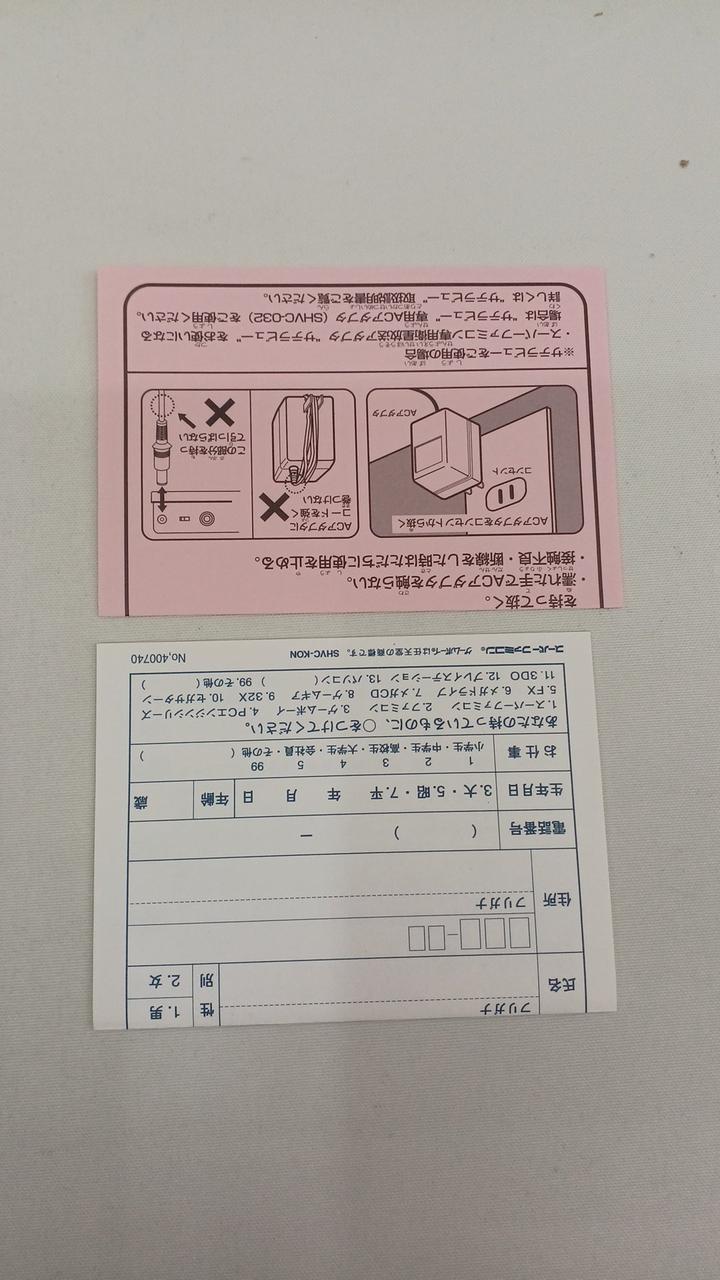 フリガナ
氏名 性別 1. 男
2. 女
住所 □□□-□□
フリガナ
電話番号 ( ) ー
生年月日 3.大・5.昭・7.平 年 月 日 年齢 歳
お仕事 1 2 3 4 5 99
小学生・中学生・高校生・大学生・会社員・その他 ( )
あなたの持っているものに、○をつけてください。
1.スーパーファミコン 2.ファミコン 3.ゲームボーイ 4.PCエンジンシリーズ
5.FX 6.メガドライブ 7.メガCD 8.ゲームギア 9.32X 10.セガサターン
11.3DO 12.プレイステーション 13.パソコン ( ) 99.その他 ( )
スーパーファミコン。ゲームボーイ。は任天堂の商標です。 SHVC-KON No,400740
を持って抜く。
・濡れた手でACアダプタを触らない。
・接触不良・断線をした時はただちに使用を止める。
ACアダプタをコンセントから抜く
コンセント
ACアダプタ
ACアダプタに
コードを強く
巻つけない
この部分を持っ
て引っぱらない
※サテラビューをご使用の場合
・スーパーファミコン専用衛星放送アダプタ "サテラビュー" をお使いになる
場合は "サテラビュー" 専用ACアダプタ (SHVC-032) をご使用ください。
詳しくは "サテラビュー" 取扱説明書をご覧ください。